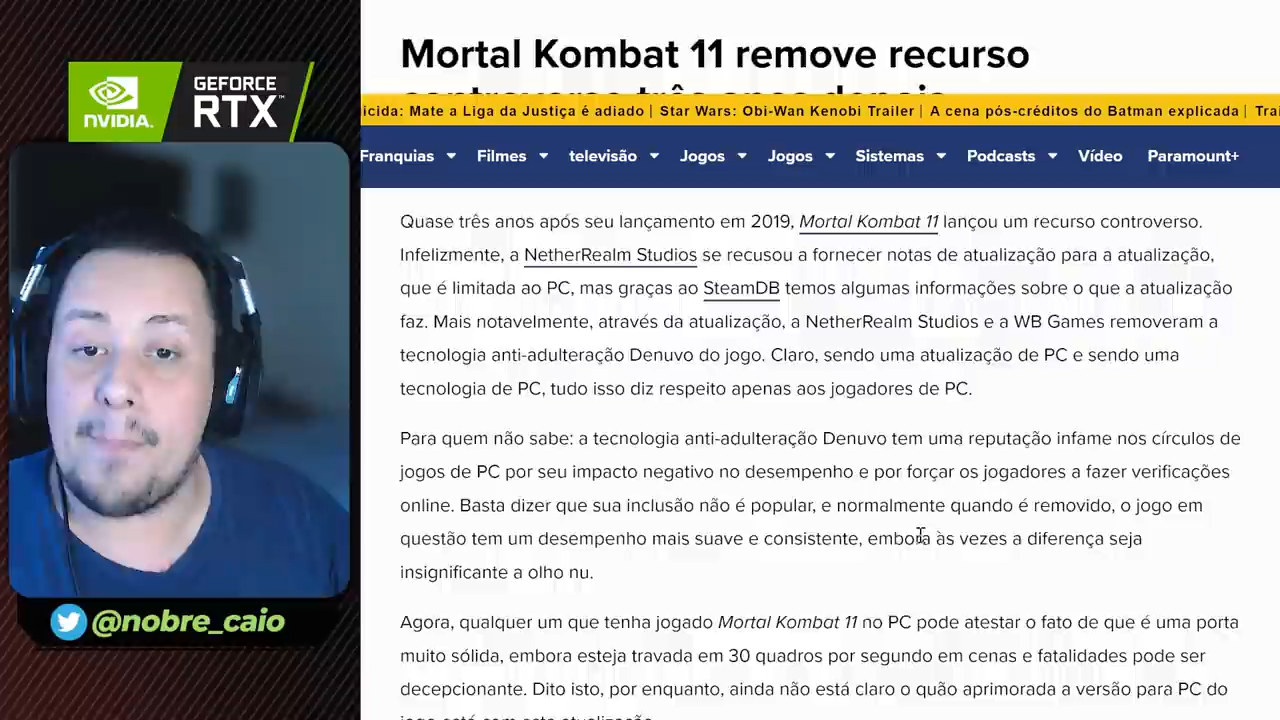 NVIDIA.
GEFORCE
RTX™
@nobre_caio
Mortal Kombat 11 remove recurso
controverso três anos depois
icida: Mate a Liga da Justiça é adiado | Star Wars: Obi-Wan Kenobi Trailer | A cena pós-créditos do Batman explicada | Trai
Franquias Filmes televisão Jogos Jogos Sistemas Podcasts Vídeo Paramount+
Quase três anos após seu lançamento em 2019, Mortal Kombat 11 lançou um recurso controverso.
Infelizmente, a NetherRealm Studios se recusou a fornecer notas de atualização para a atualização,
que é limitada ao PC, mas graças ao SteamDB temos algumas informações sobre o que a atualização
faz. Mais notavelmente, através da atualização, a NetherRealm Studios e a WB Games removeram a
tecnologia anti-adulteração Denuvo do jogo. Claro, sendo uma atualização de PC e sendo uma
tecnologia de PC, tudo isso diz respeito apenas aos jogadores de PC.
Para quem não sabe: a tecnologia anti-adulteração Denuvo tem uma reputação infame nos círculos de
jogos de PC por seu impacto negativo no desempenho e por forçar os jogadores a fazer verificações
online. Basta dizer que sua inclusão não é popular, e normalmente quando é removido, o jogo em
questão tem um desempenho mais suave e consistente, embora às vezes a diferença seja
insignificante a olho nu.
Agora, qualquer um que tenha jogado Mortal Kombat 11 no PC pode atestar o fato de que é uma porta
muito sólida, embora esteja travada em 30 quadros por segundo em cenas e fatalidades pode ser
decepcionante. Dito isto, por enquanto, ainda não está claro o quão aprimorada a versão para PC do
jogo está com esta atualização.